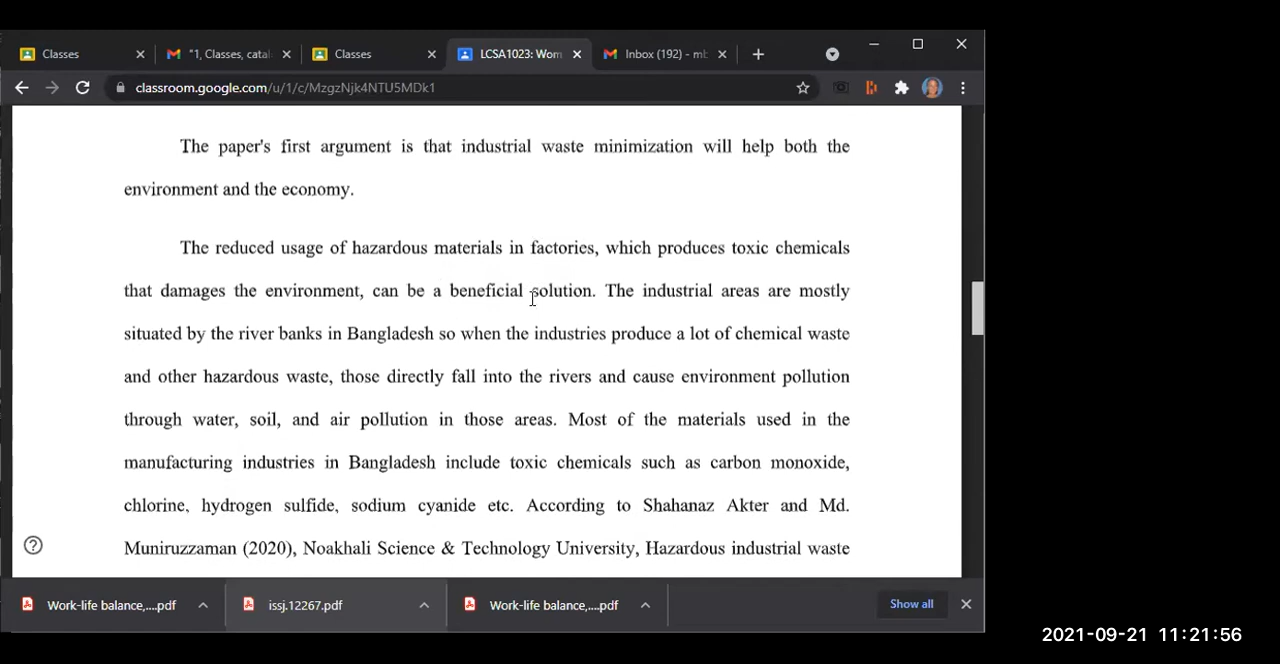 Classes
"1, Classes, catal
Classes
LCSA1023: Wom
Inbox (192) - mb
classroom.google.com/u/1/c/MzgzNjk4NTU5MDk1
The paper's first argument is that industrial waste minimization will help both the
environment and the economy.
The reduced usage of hazardous materials in factories, which produces toxic chemicals
that damages the environment, can be a beneficial solution. The industrial areas are mostly
situated by the river banks in Bangladesh so when the industries produce a lot of chemical waste
and other hazardous waste, those directly fall into the rivers and cause environment pollution
through water, soil, and air pollution in those areas. Most of the materials used in the
manufacturing industries in Bangladesh include toxic chemicals such as carbon monoxide,
chlorine, hydrogen sulfide, sodium cyanide etc. According to Shahanaz Akter and Md.
Muniruzzaman (2020), Noakhali Science & Technology University, Hazardous industrial waste
Work-life balance,....pdf
issj.12267.pdf
Work-life balance,....pdf
Show all
2021-09-21 11:21:56